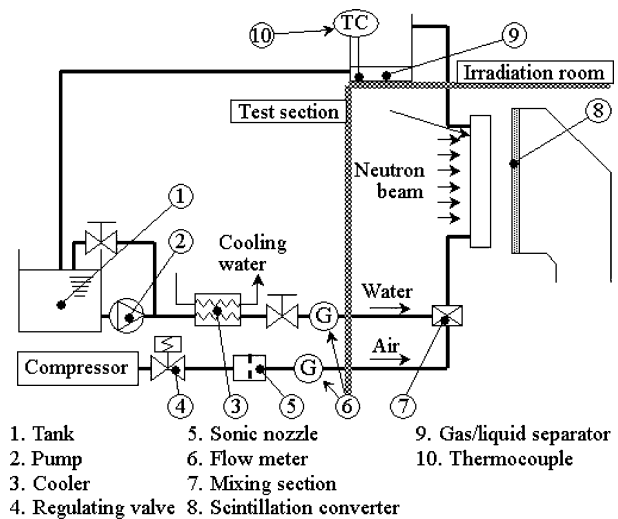 TC
10
9
Irradiation room
Test section
8
Neutron
beam
1
2
Cooling
water
Water
G
Air
Compressor
G
4
3
5
6
7
1. Tank
2. Pump
3. Cooler
4. Regulating valve
5. Sonic nozzle
6. Flow meter
7. Mixing section
8. Scintillation converter
9. Gas/liquid separator
10. Thermocouple